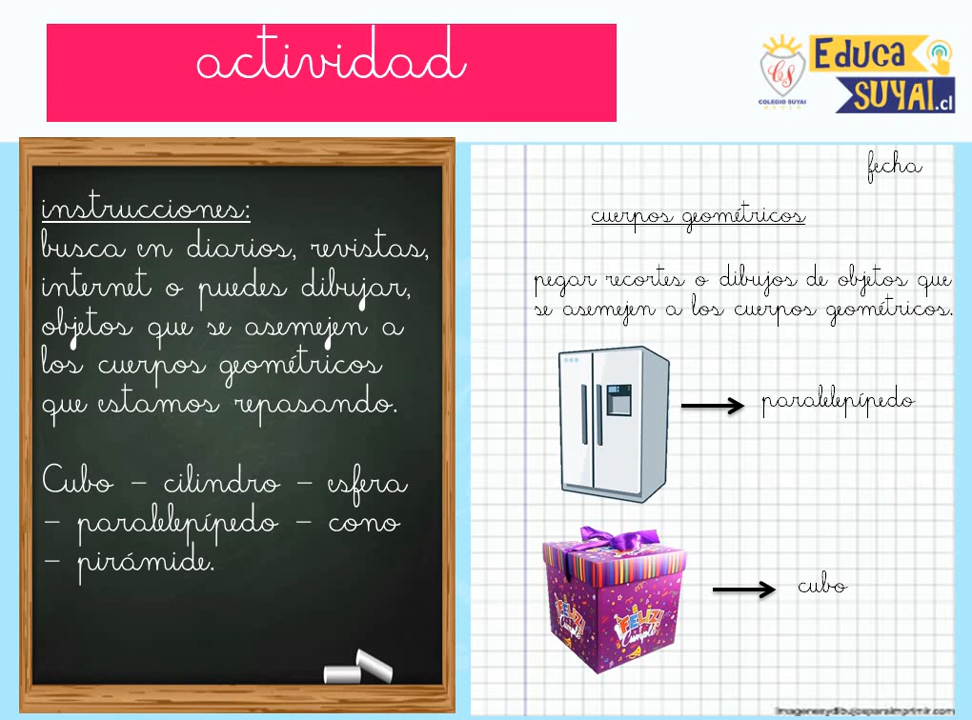 actividad
Educa
SUYAI.cl
COLEGIO SUYAI
instrucciones:
busca en diarios, revistas,
internet o puedes dibujar,
objetos que se asemejen a
los cuerpos geométricos
que estamos repasando.
Cubo – cilindro – esfera
– paralelepípedo – cono
– pirámide.
fecha
cuerpos geométricos
pegar recortes o dibujos de objetos que
se asemejen a los cuerpos geométricos.
paralelepípedo
cubo
¡FELIZ!
Cumple
¡FELIZ!
Cumple
imagenesydibujosparaimprimir.com